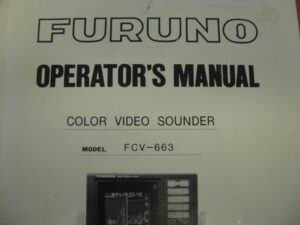 FURUNO
OPERATOR'S MANUAL
COLOR VIDEO SOUNDER
MODEL FCV-663